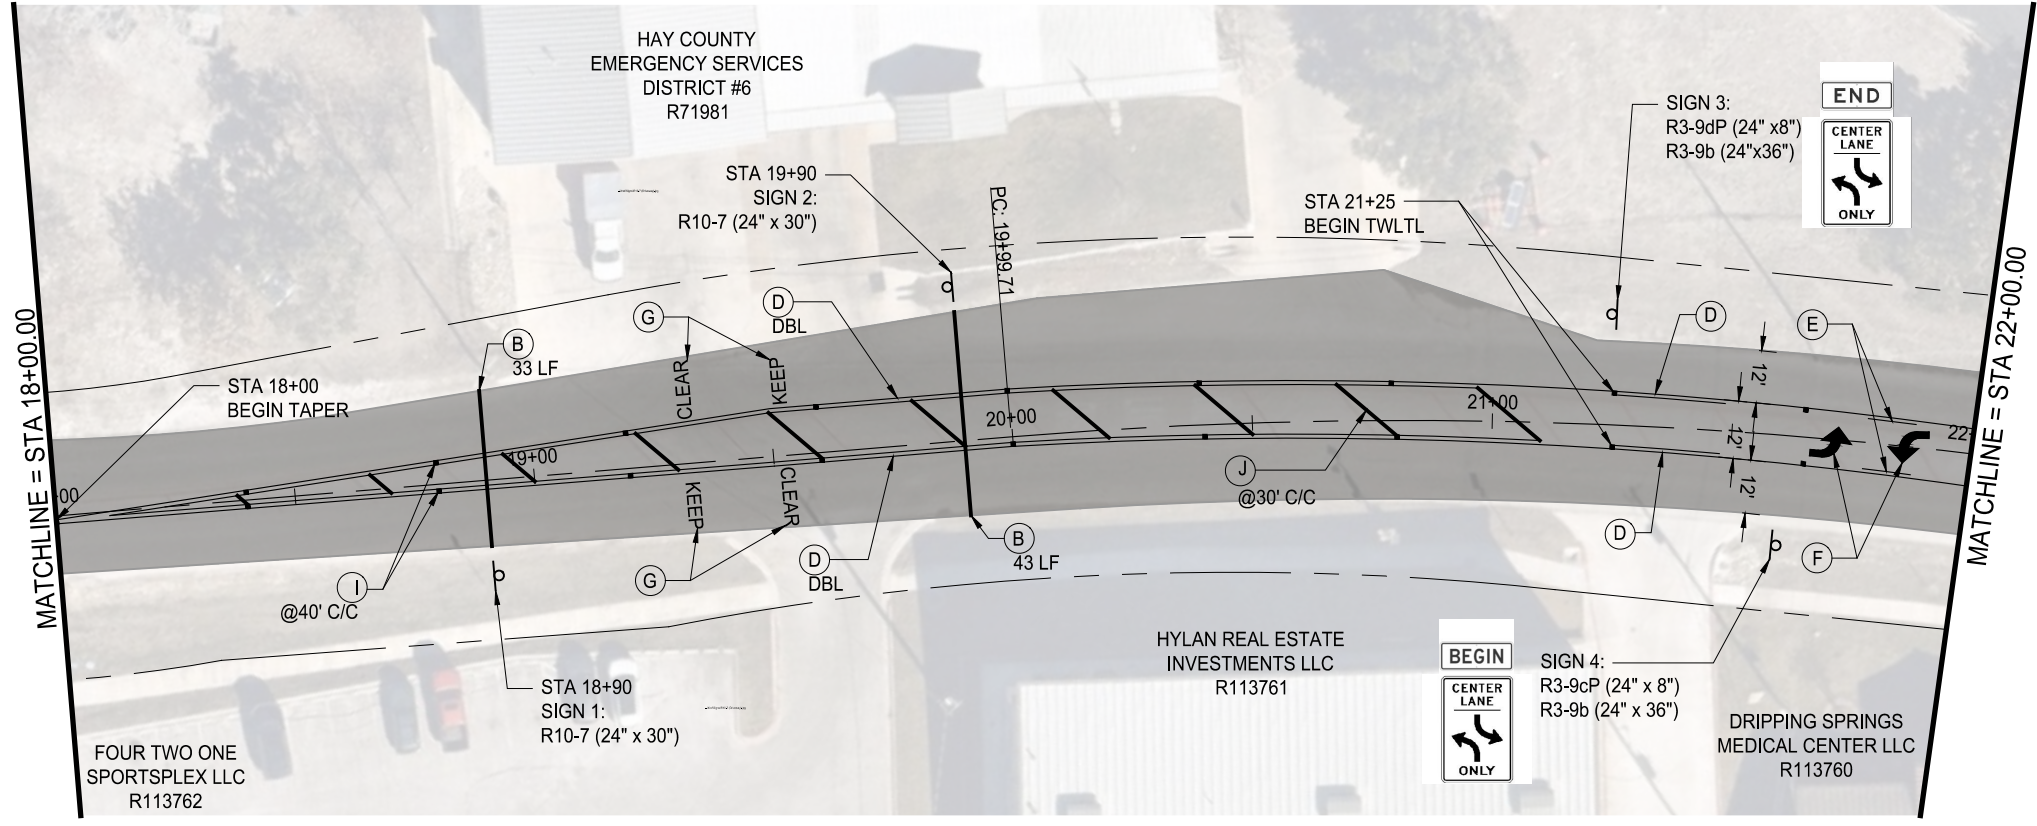 HAY COUNTY
EMERGENCY SERVICES
DISTRICT #6
R71981
STA 19+90
SIGN 2:
R10-7 (24" x 30")
PC: 19+99.71
STA 21+25
BEGIN TWLTL
SIGN 3:
R3-9dP (24" x8")
R3-9b (24"x36")
END
CENTER
LANE
ONLY
MATCHLINE = STA 18+00.00
MATCHLINE = STA 22+00.00
STA 18+00
BEGIN TAPER
B
33 LF
G
D
DBL
CLEAR
KEEP
D
E
12'
12'
12'
00
19+00
20+00
21+00
22+
KEEP
CLEAR
J
@30' C/C
I
@40' C/C
G
D
DBL
B
43 LF
D
F
STA 18+90
SIGN 1:
R10-7 (24" x 30")
FOUR TWO ONE
SPORTSPLEX LLC
R113762
HYLAN REAL ESTATE
INVESTMENTS LLC
R113761
BEGIN
CENTER
LANE
ONLY
SIGN 4:
R3-9cP (24" x 8")
R3-9b (24" x 36")
DRIPPING SPRINGS
MEDICAL CENTER LLC
R113760